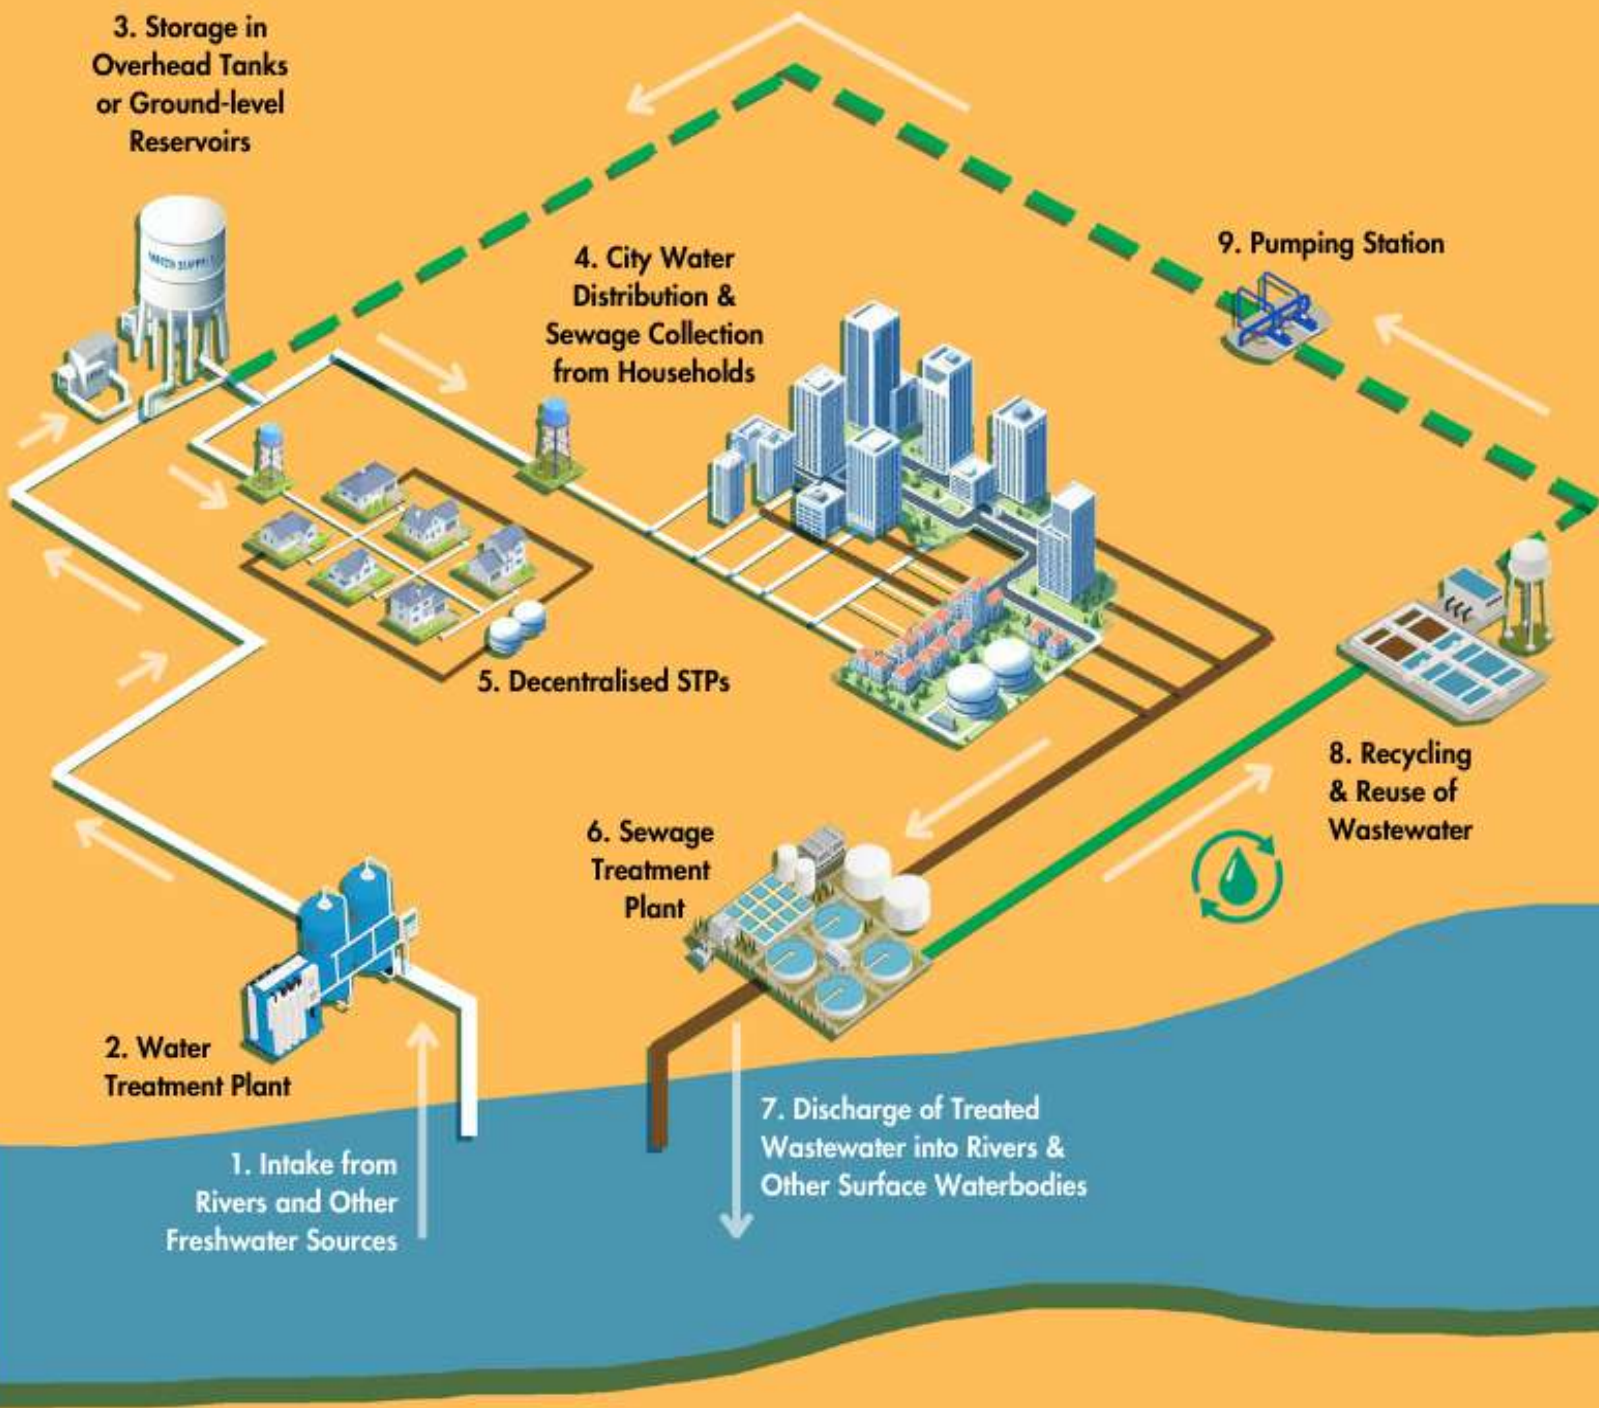 3. Storage in
Overhead Tanks
or Ground-level
Reservoirs
WATER SUPPLY
4. City Water
Distribution &
Sewage Collection
from Households
9. Pumping Station
5. Decentralised STPs
8. Recycling
& Reuse of
Wastewater
6. Sewage
Treatment
Plant
2. Water
Treatment Plant
1. Intake from
Rivers and Other
Freshwater Sources
7. Discharge of Treated
Wastewater into Rivers &
Other Surface Waterbodies